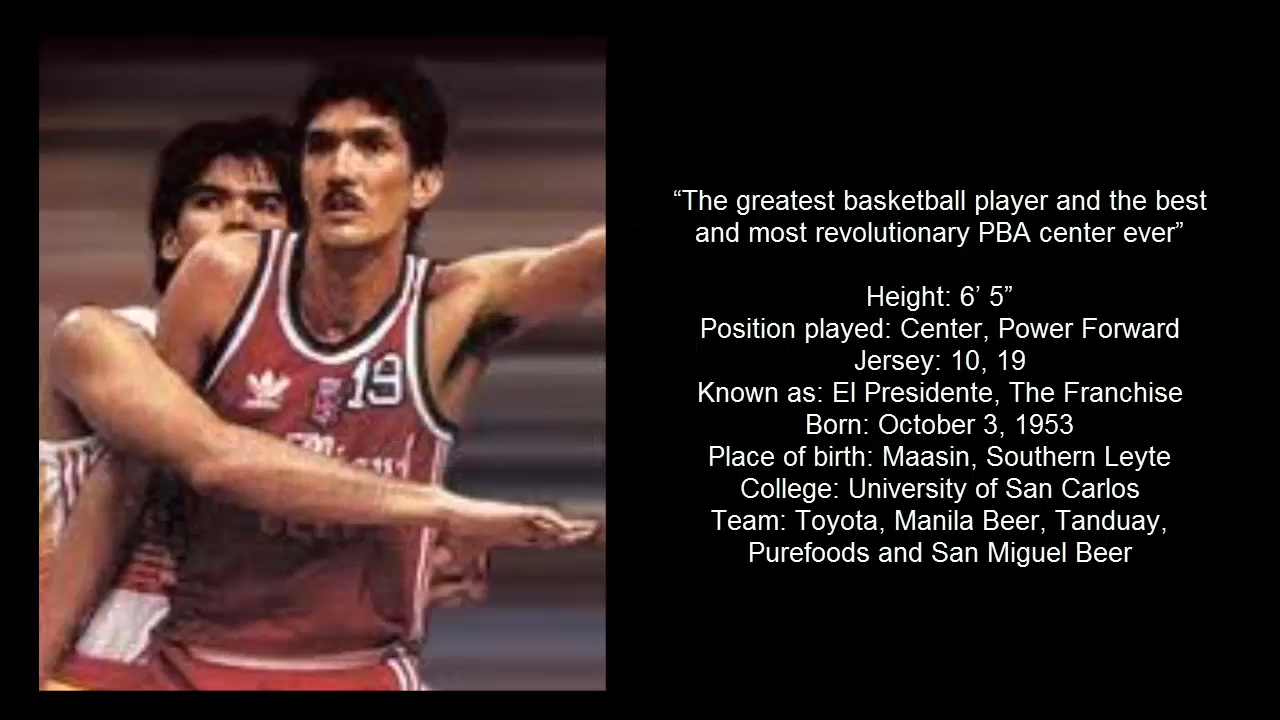 “The greatest basketball player and the best
and most revolutionary PBA center ever”
Height: 6’ 5”
Position played: Center, Power Forward
Jersey: 10, 19
Known as: El Presidente, The Franchise
Born: October 3, 1953
Place of birth: Maasin, Southern Leyte
College: University of San Carlos
Team: Toyota, Manila Beer, Tanduay,
Purefoods and San Miguel Beer
19